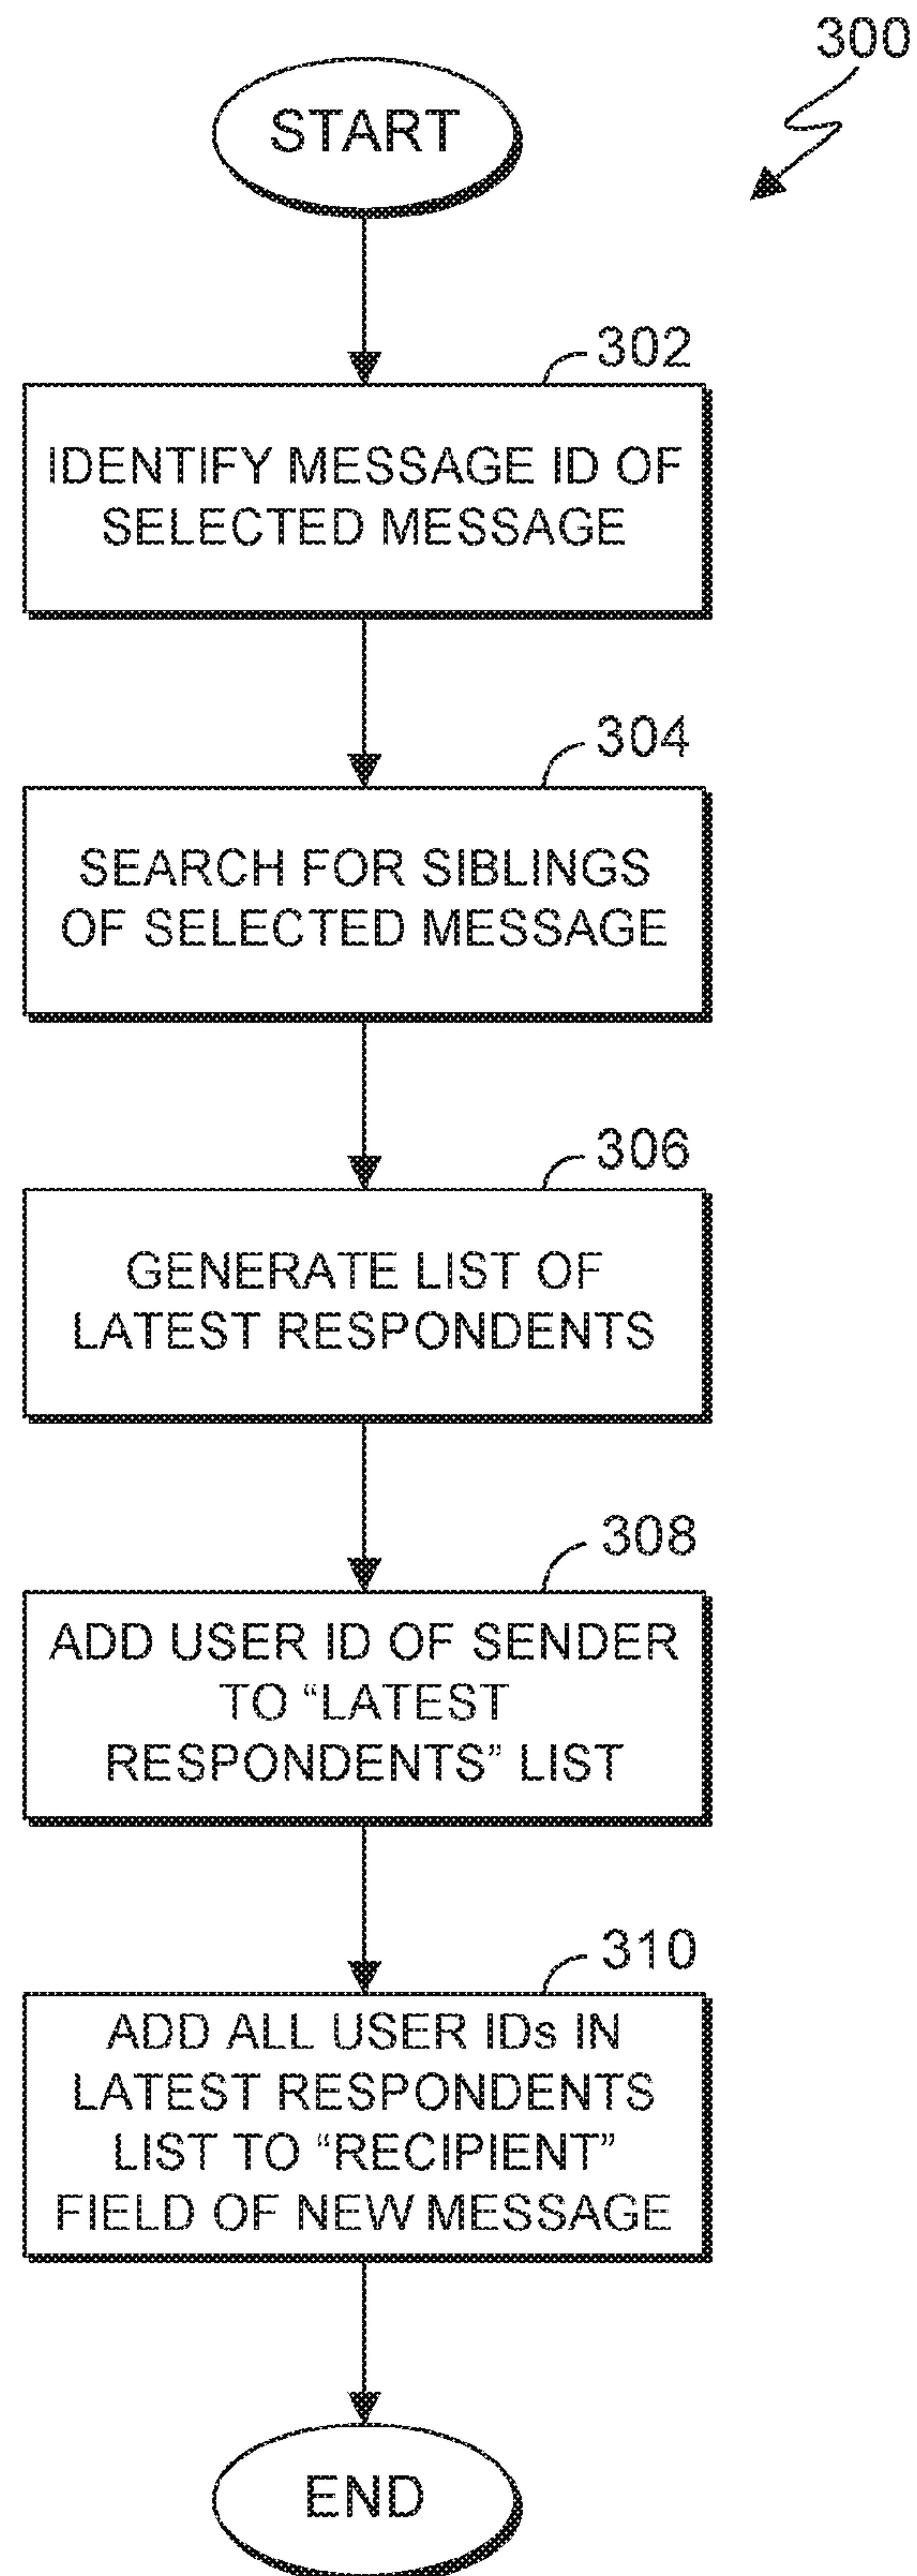 300
START
302
IDENTIFY MESSAGE ID OF
SELECTED MESSAGE
304
SEARCH FOR SIBLINGS
OF SELECTED MESSAGE
306
GENERATE LIST OF
LATEST RESPONDENTS
308
ADD USER ID OF SENDER
TO “LATEST
RESPONDENTS” LIST
310
ADD ALL USER IDs IN
LATEST RESPONDENTS
LIST TO “RECIPIENT”
FIELD OF NEW MESSAGE
END